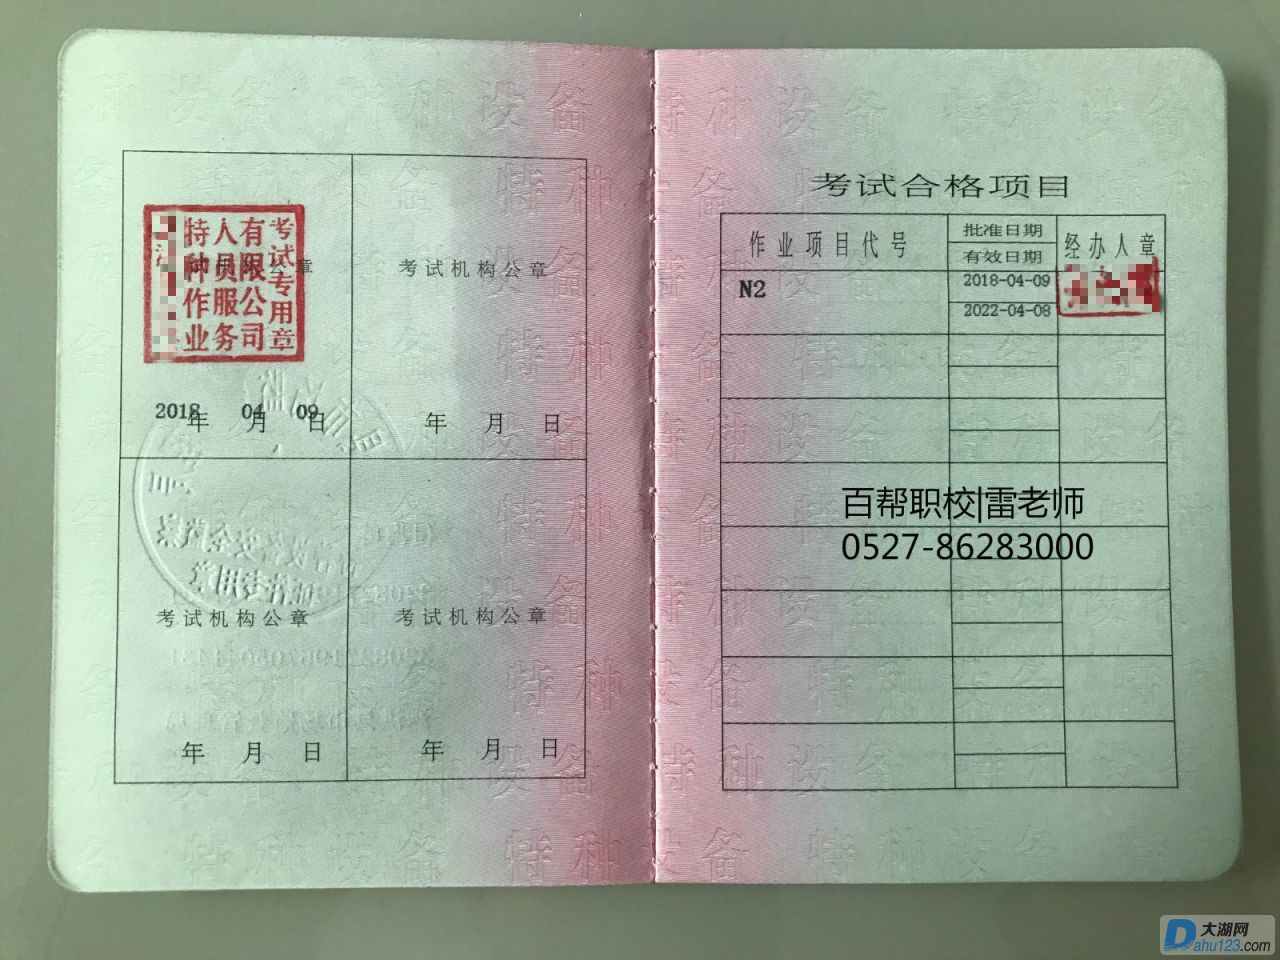 特人有考
种员限试
作服公专
业务司用
章
考试机构公章
考试机构公章
2018 年 04 月 09 日
年 月 日
考试机构公章
考试机构公章
年 月 日
年 月 日
考试合格项目
作业项目代号
批准日期
有效日期
经办人章
N2
2018-04-09
2022-04-08
百帮职校|雷老师
0527-86283000
特种设备
大湖网
Dahu123.com